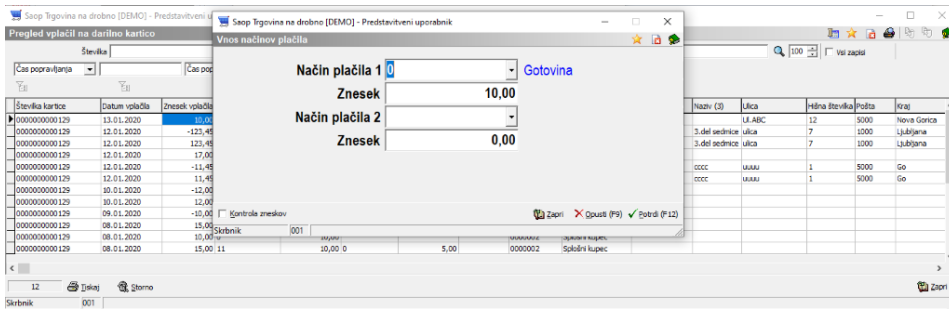 Saop Trgovina na drobno [DEMO] - Predstavitveni u
Saop Trgovina na drobno [DEMO] - Predstavitveni uporabnik
Pregled vplačil na darilno kartico
Vnos načinov plačila
Številka
100
Vsi zapisi
Čas popravljanja
Čas pop
Način plačila 1 0 Gotovina
Znesek 10,00
Način plačila 2
Znesek 0,00
Kontrola zneskov
Zapri Opusti (F9) Potrdi (F12)
Skrbnik 001
Številka kartice Datum vplačila Znesek vplačila Naziv (3) Ulica Hišna številka Pošta Kraj
0000000000129 13.01.2020 10,00 Ul. ABC 12 5000 Nova Gorica
0000000000129 12.01.2020 -123,45 3.del sednice ulica 7 1000 Ljubljana
0000000000129 12.01.2020 123,45 3.del sednice ulica 7 1000 Ljubljana
0000000000129 12.01.2020 17,00
0000000000129 12.01.2020 -11,45 cccc uuuu 1 5000 Go
0000000000129 12.01.2020 11,45 cccc uuuu 1 5000 Go
0000000000129 10.01.2020 -12,00
0000000000129 10.01.2020 12,00
0000000000129 09.01.2020 -10,00
0000000000129 08.01.2020 15,00
0000000000129 08.01.2020 10,00 0 10,00 0000002 Splošni kupec
0000000000129 08.01.2020 15,00 11 10,00 0 5,00 0000002 Splošni kupec
12 Tiskaj Storno Zapri
Skrbnik 001